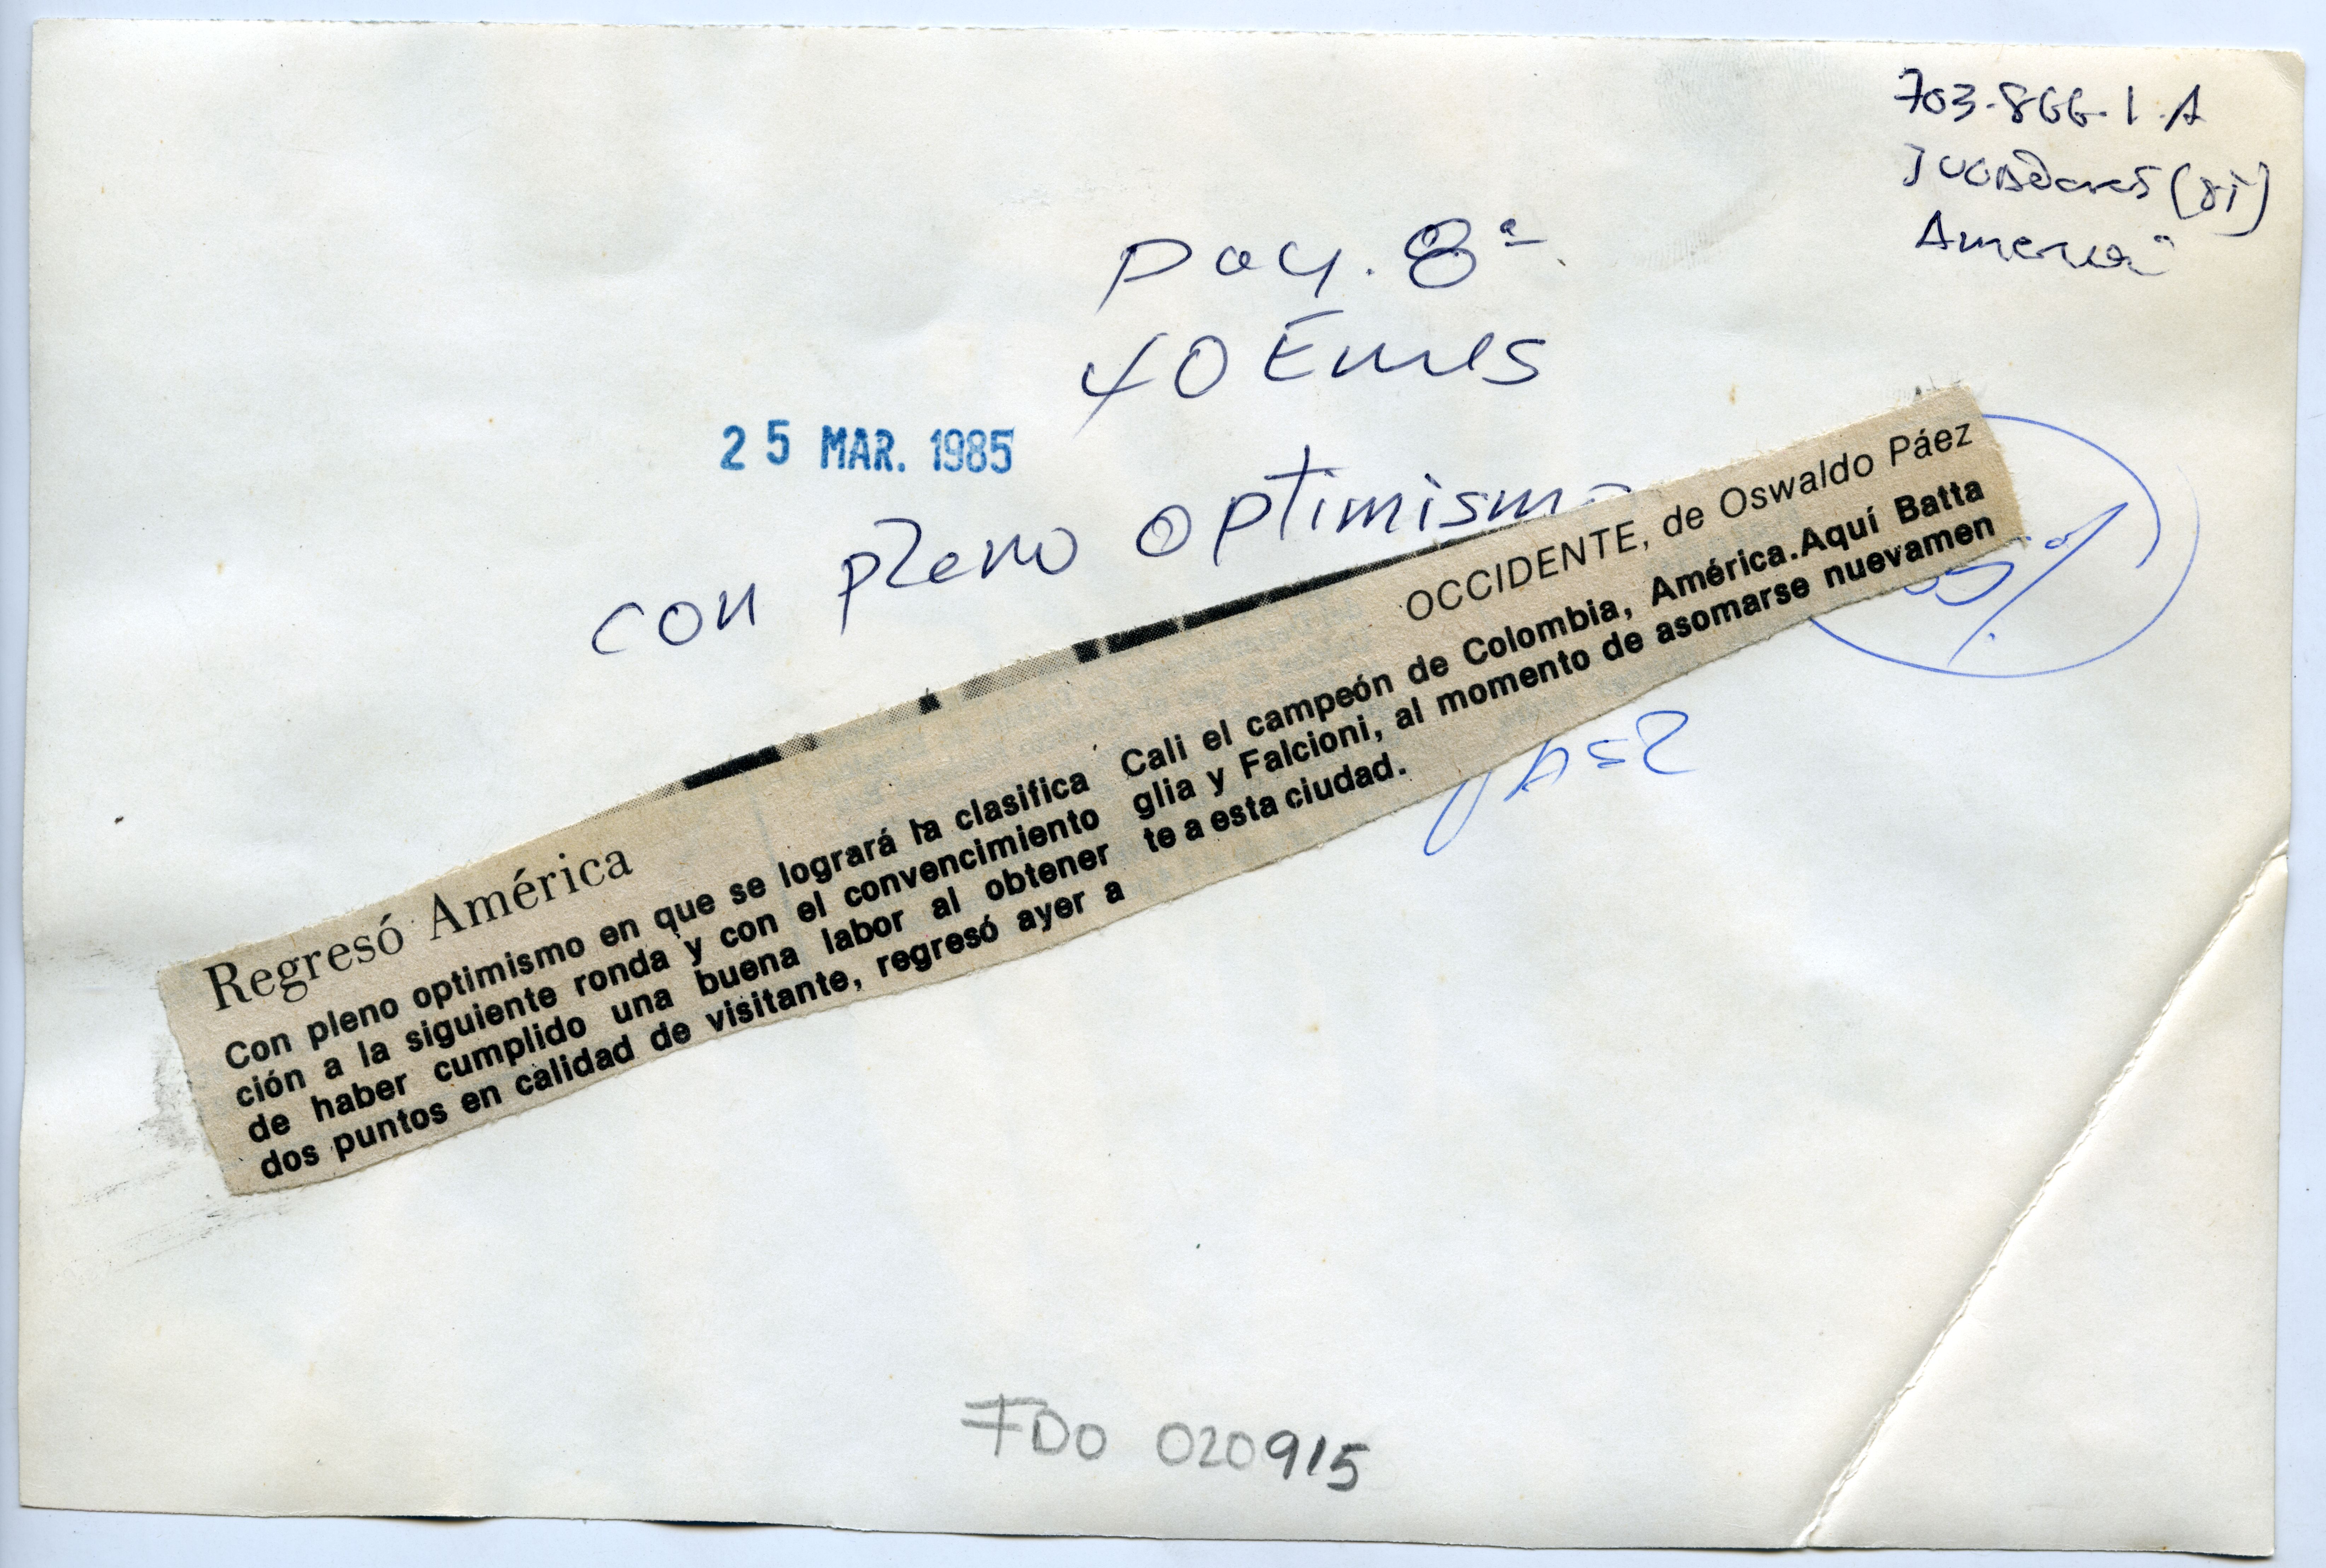 703-866-1.A
Jugadores (
America"
pag. 8ª.
40 Emes
25 MAR. 1985
con pleno optimismo
OCCIDENTE, de Oswaldo Páez
Regresó América
Con pleno optimismo en que se logrará la clasifica
ción a la siguiente ronda y con el convencimiento
de haber cumplido una buena labor al obtener
dos puntos en calidad de visitante, regresó ayer a
Cali el campeón de Colombia, América.Aquí Batta
glia y Falcioni, al momento de asomarse nuevamen
te a esta ciudad.
FDO 020915